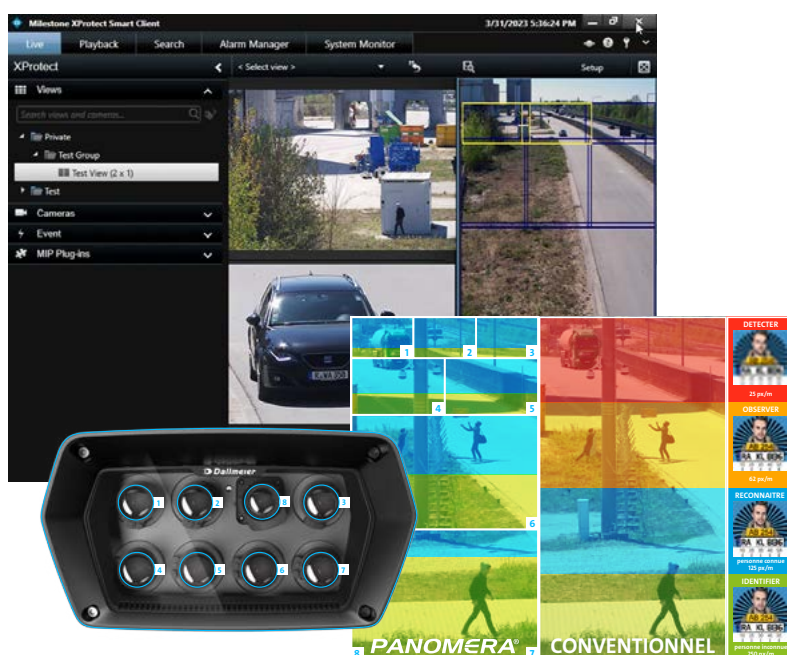 Milestone XProtect Smart Client
3/31/2023 5:36:24 PM
Live Playback Search Alarm Manager System Monitor
XProtect
< Select view >
Setup
Views
Search views and cameras...
Private
Test Group
Test View (2 x 1)
Test
Cameras
Event
MIP Plug-ins
Dallmeier
1 2 8 3
4 5 6 7
1 2 3
4 5
6
8 7
PANOMERA®
CONVENTIONNEL
DETECTER
25 px/m
OBSERVER
62 px/m
RECONNAITRE
personne connue
125 px/m
IDENTIFIER
personne inconnue
250 px/m